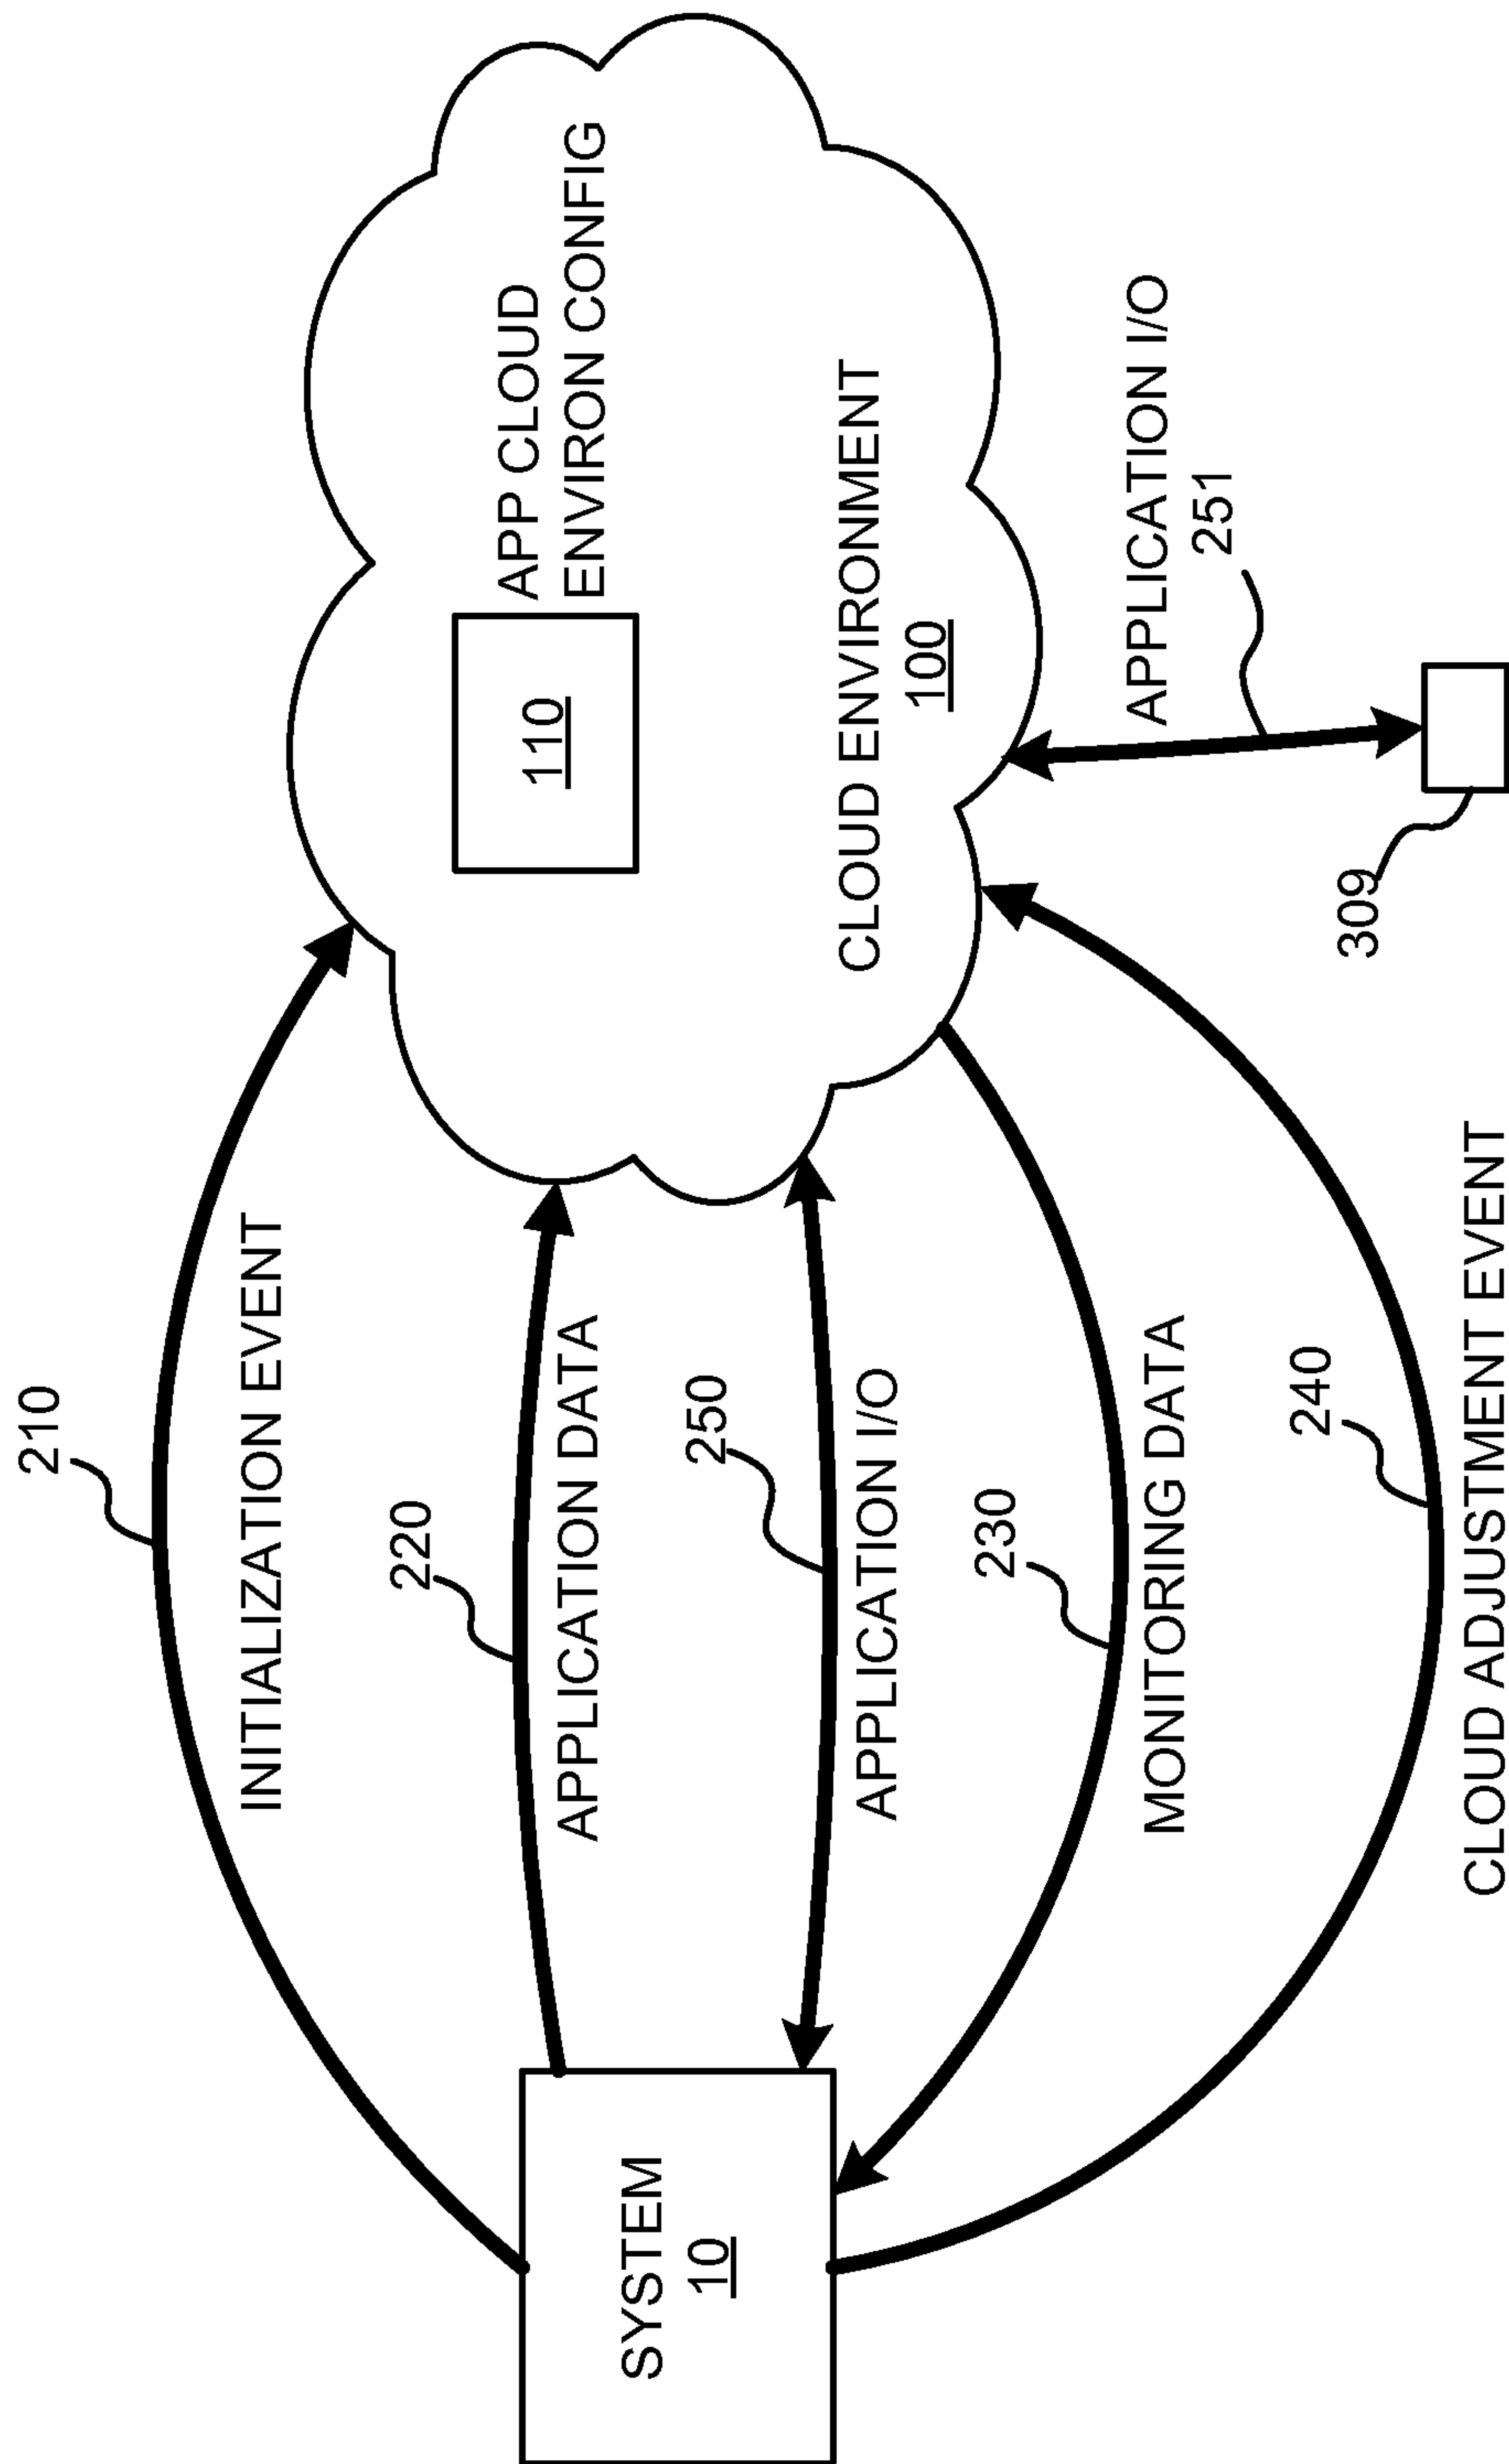 210
INITIALIZATION EVENT
220
APPLICATION DATA
250
APPLICATION I/O
230
MONITORING DATA
240
CLOUD ADJUSTMENT EVENT
SYSTEM
10
110
APP CLOUD
ENVIRON CONFIG
CLOUD ENVIRONMENT
100
APPLICATION I/O
251
309